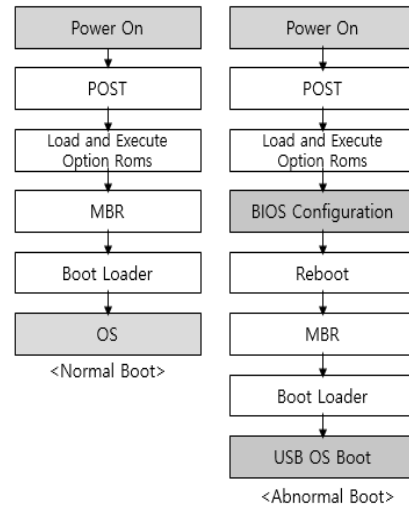 Power On
POST
Load and Execute
Option Roms
MBR
Boot Loader
OS
<Normal Boot>
Power On
POST
Load and Execute
Option Roms
BIOS Configuration
Reboot
MBR
Boot Loader
USB OS Boot
<Abnormal Boot>